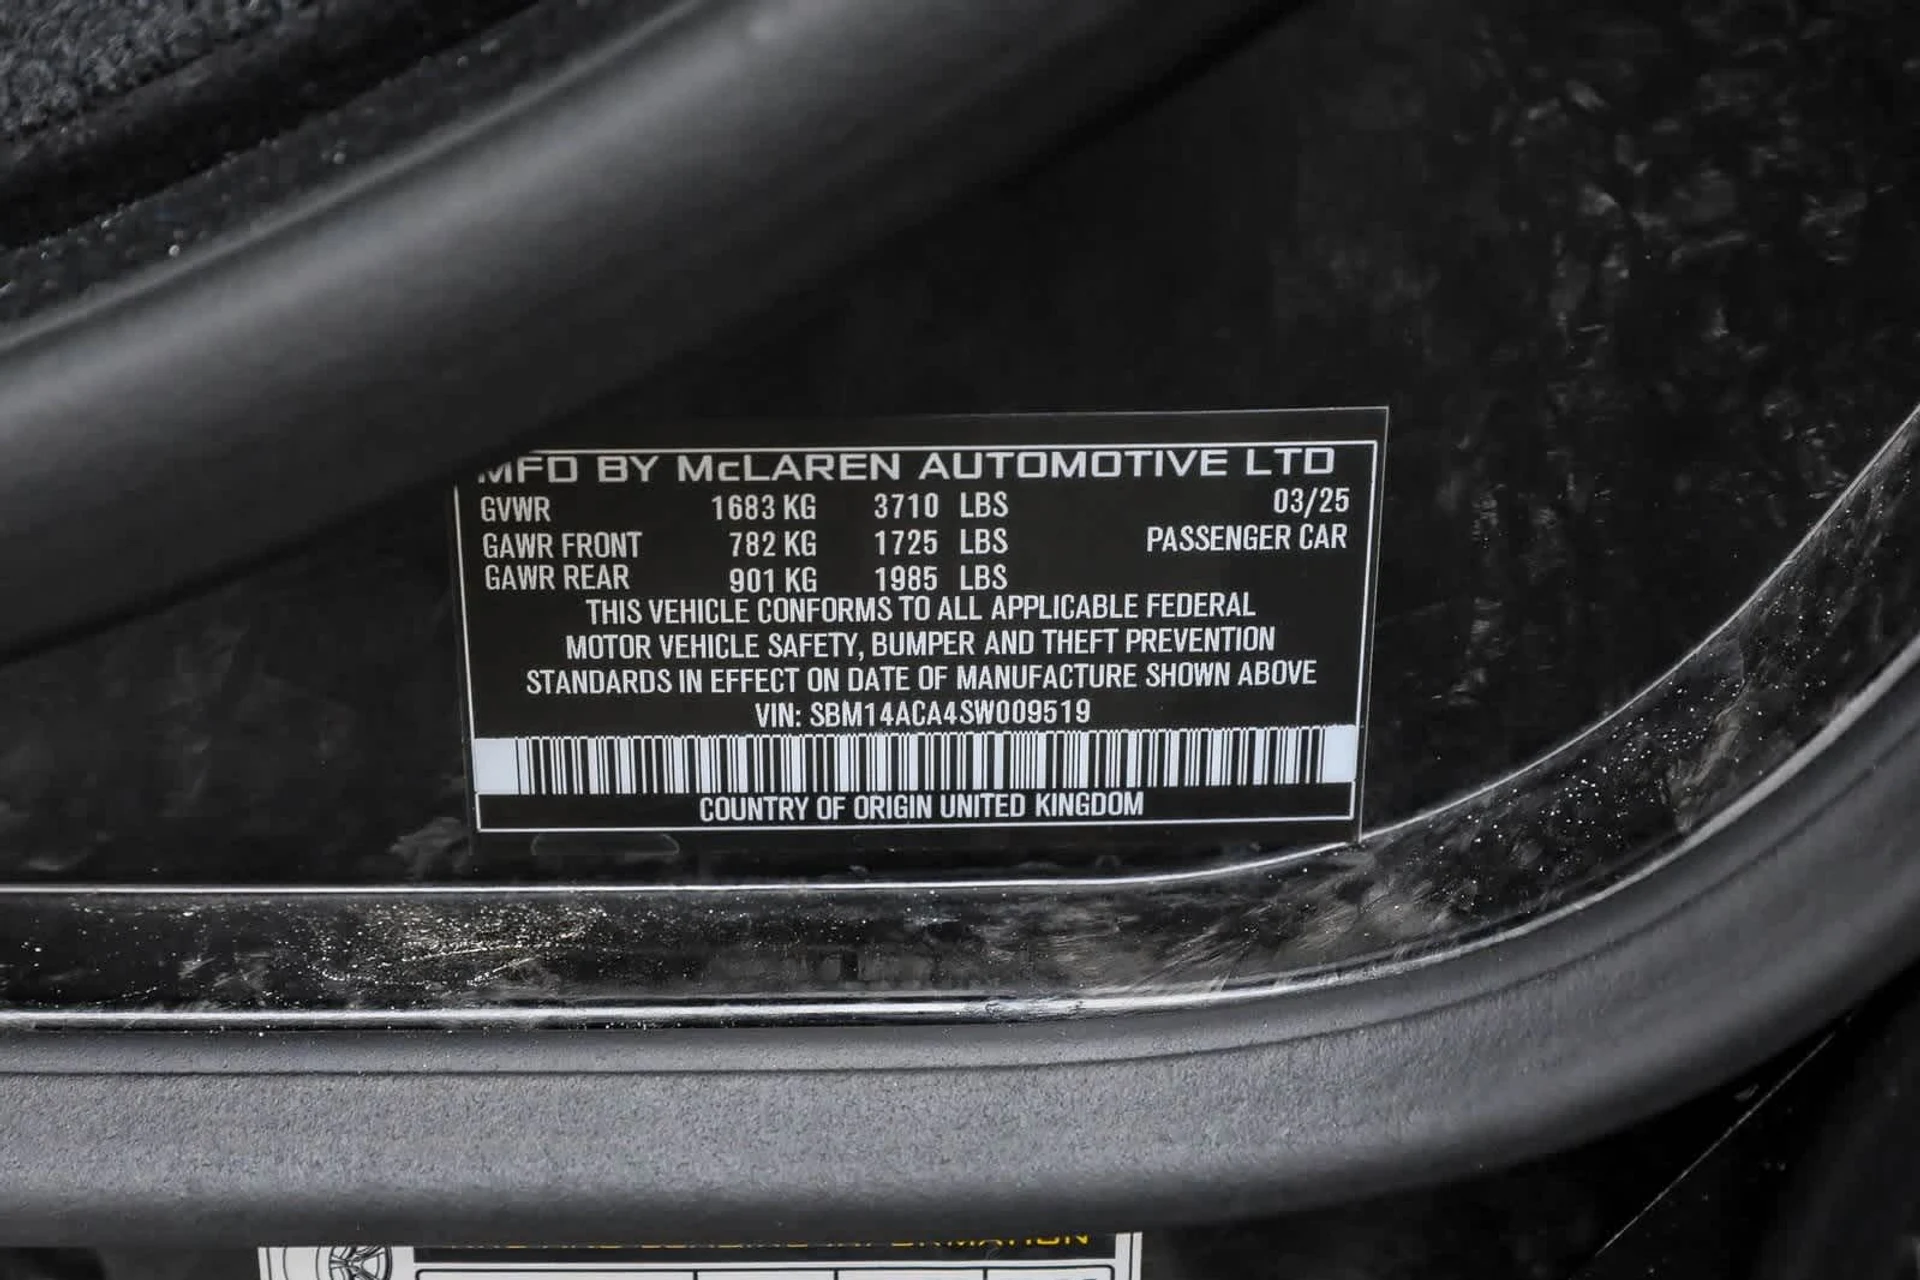 MFD BY McLAREN AUTOMOTIVE LTD
GVWR 1683 KG 3710 LBS 03/25
GAWR FRONT 782 KG 1725 LBS PASSENGER CAR
GAWR REAR 901 KG 1985 LBS
THIS VEHICLE CONFORMS TO ALL APPLICABLE FEDERAL
MOTOR VEHICLE SAFETY, BUMPER AND THEFT PREVENTION
STANDARDS IN EFFECT ON DATE OF MANUFACTURE SHOWN ABOVE
VIN: SBM14ACA4SW009519
COUNTRY OF ORIGIN UNITED KINGDOM
INFORMATION